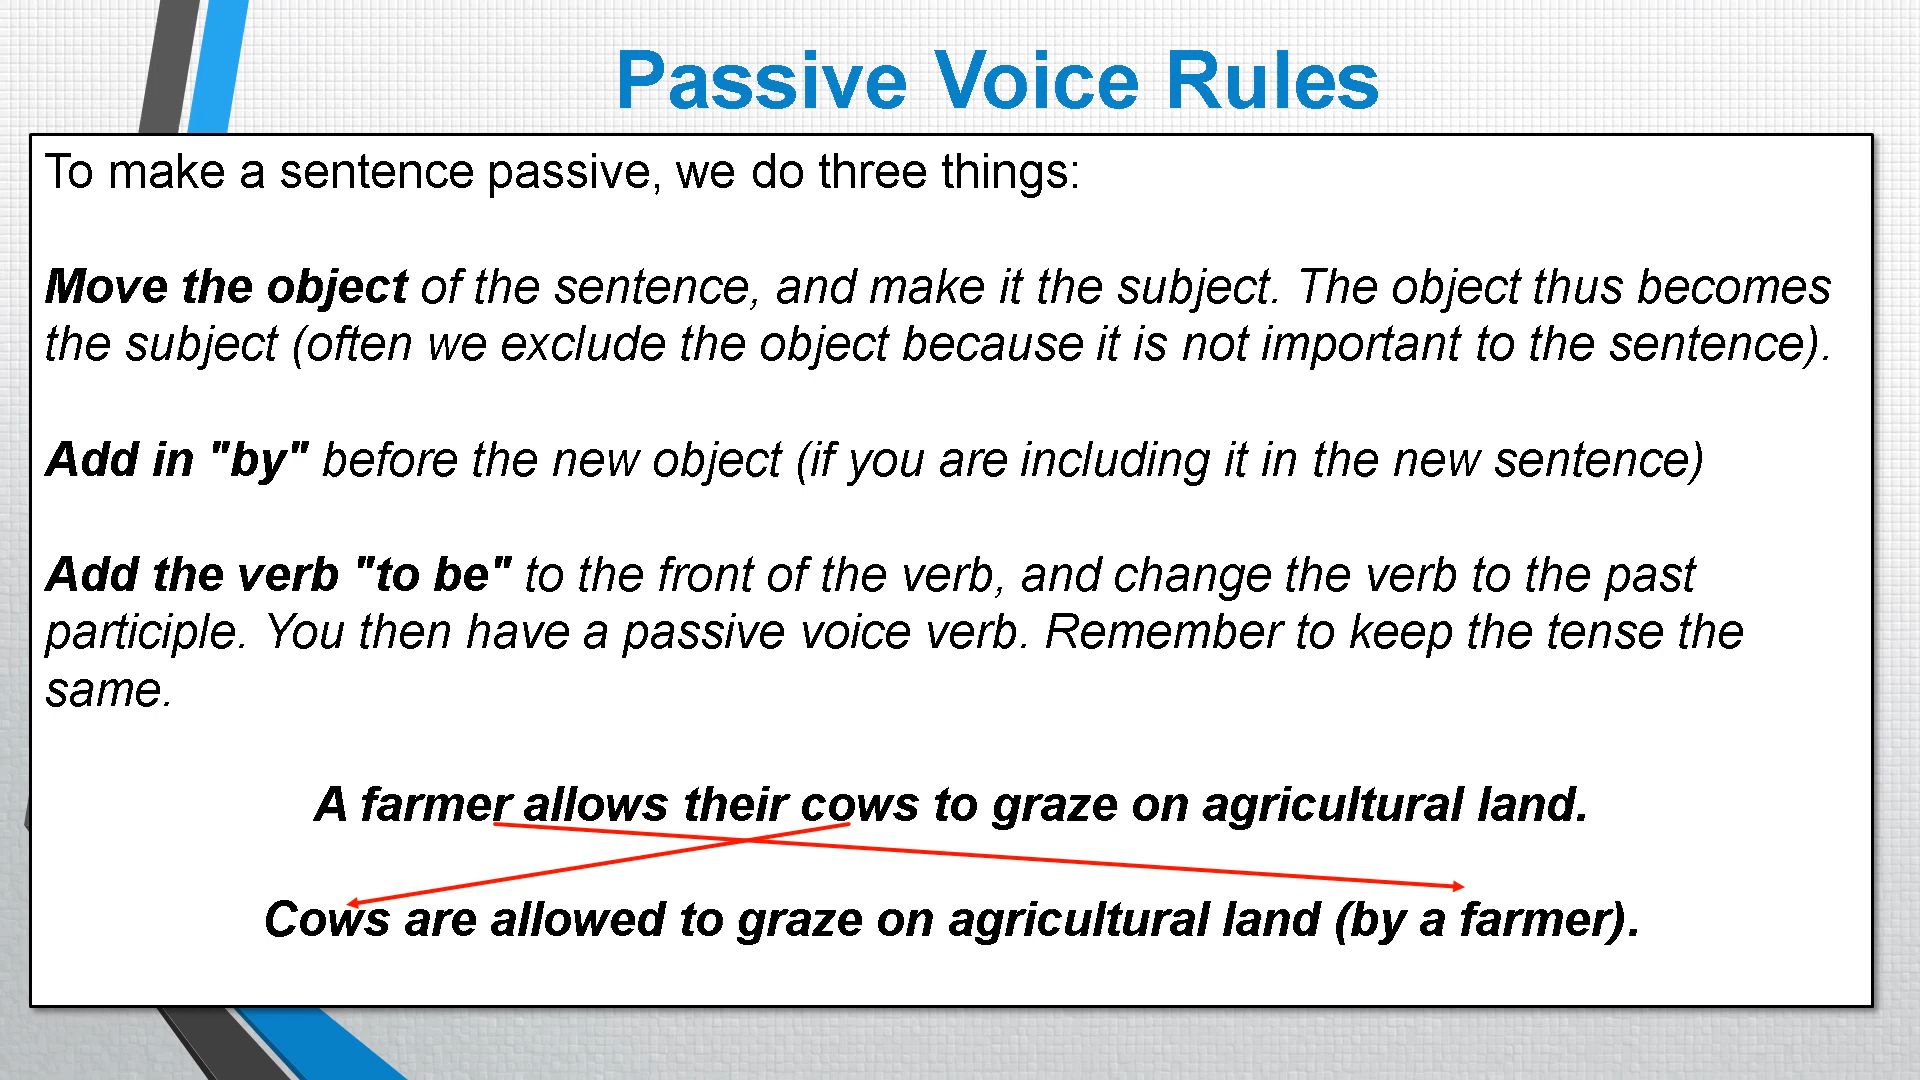 Passive Voice Rules
To make a sentence passive, we do three things:
Move the object of the sentence, and make it the subject. The object thus becomes
the subject (often we exclude the object because it is not important to the sentence).
Add in "by" before the new object (if you are including it in the new sentence)
Add the verb "to be" to the front of the verb, and change the verb to the past
participle. You then have a passive voice verb. Remember to keep the tense the
same.
A farmer allows their cows to graze on agricultural land.
Cows are allowed to graze on agricultural land (by a farmer).